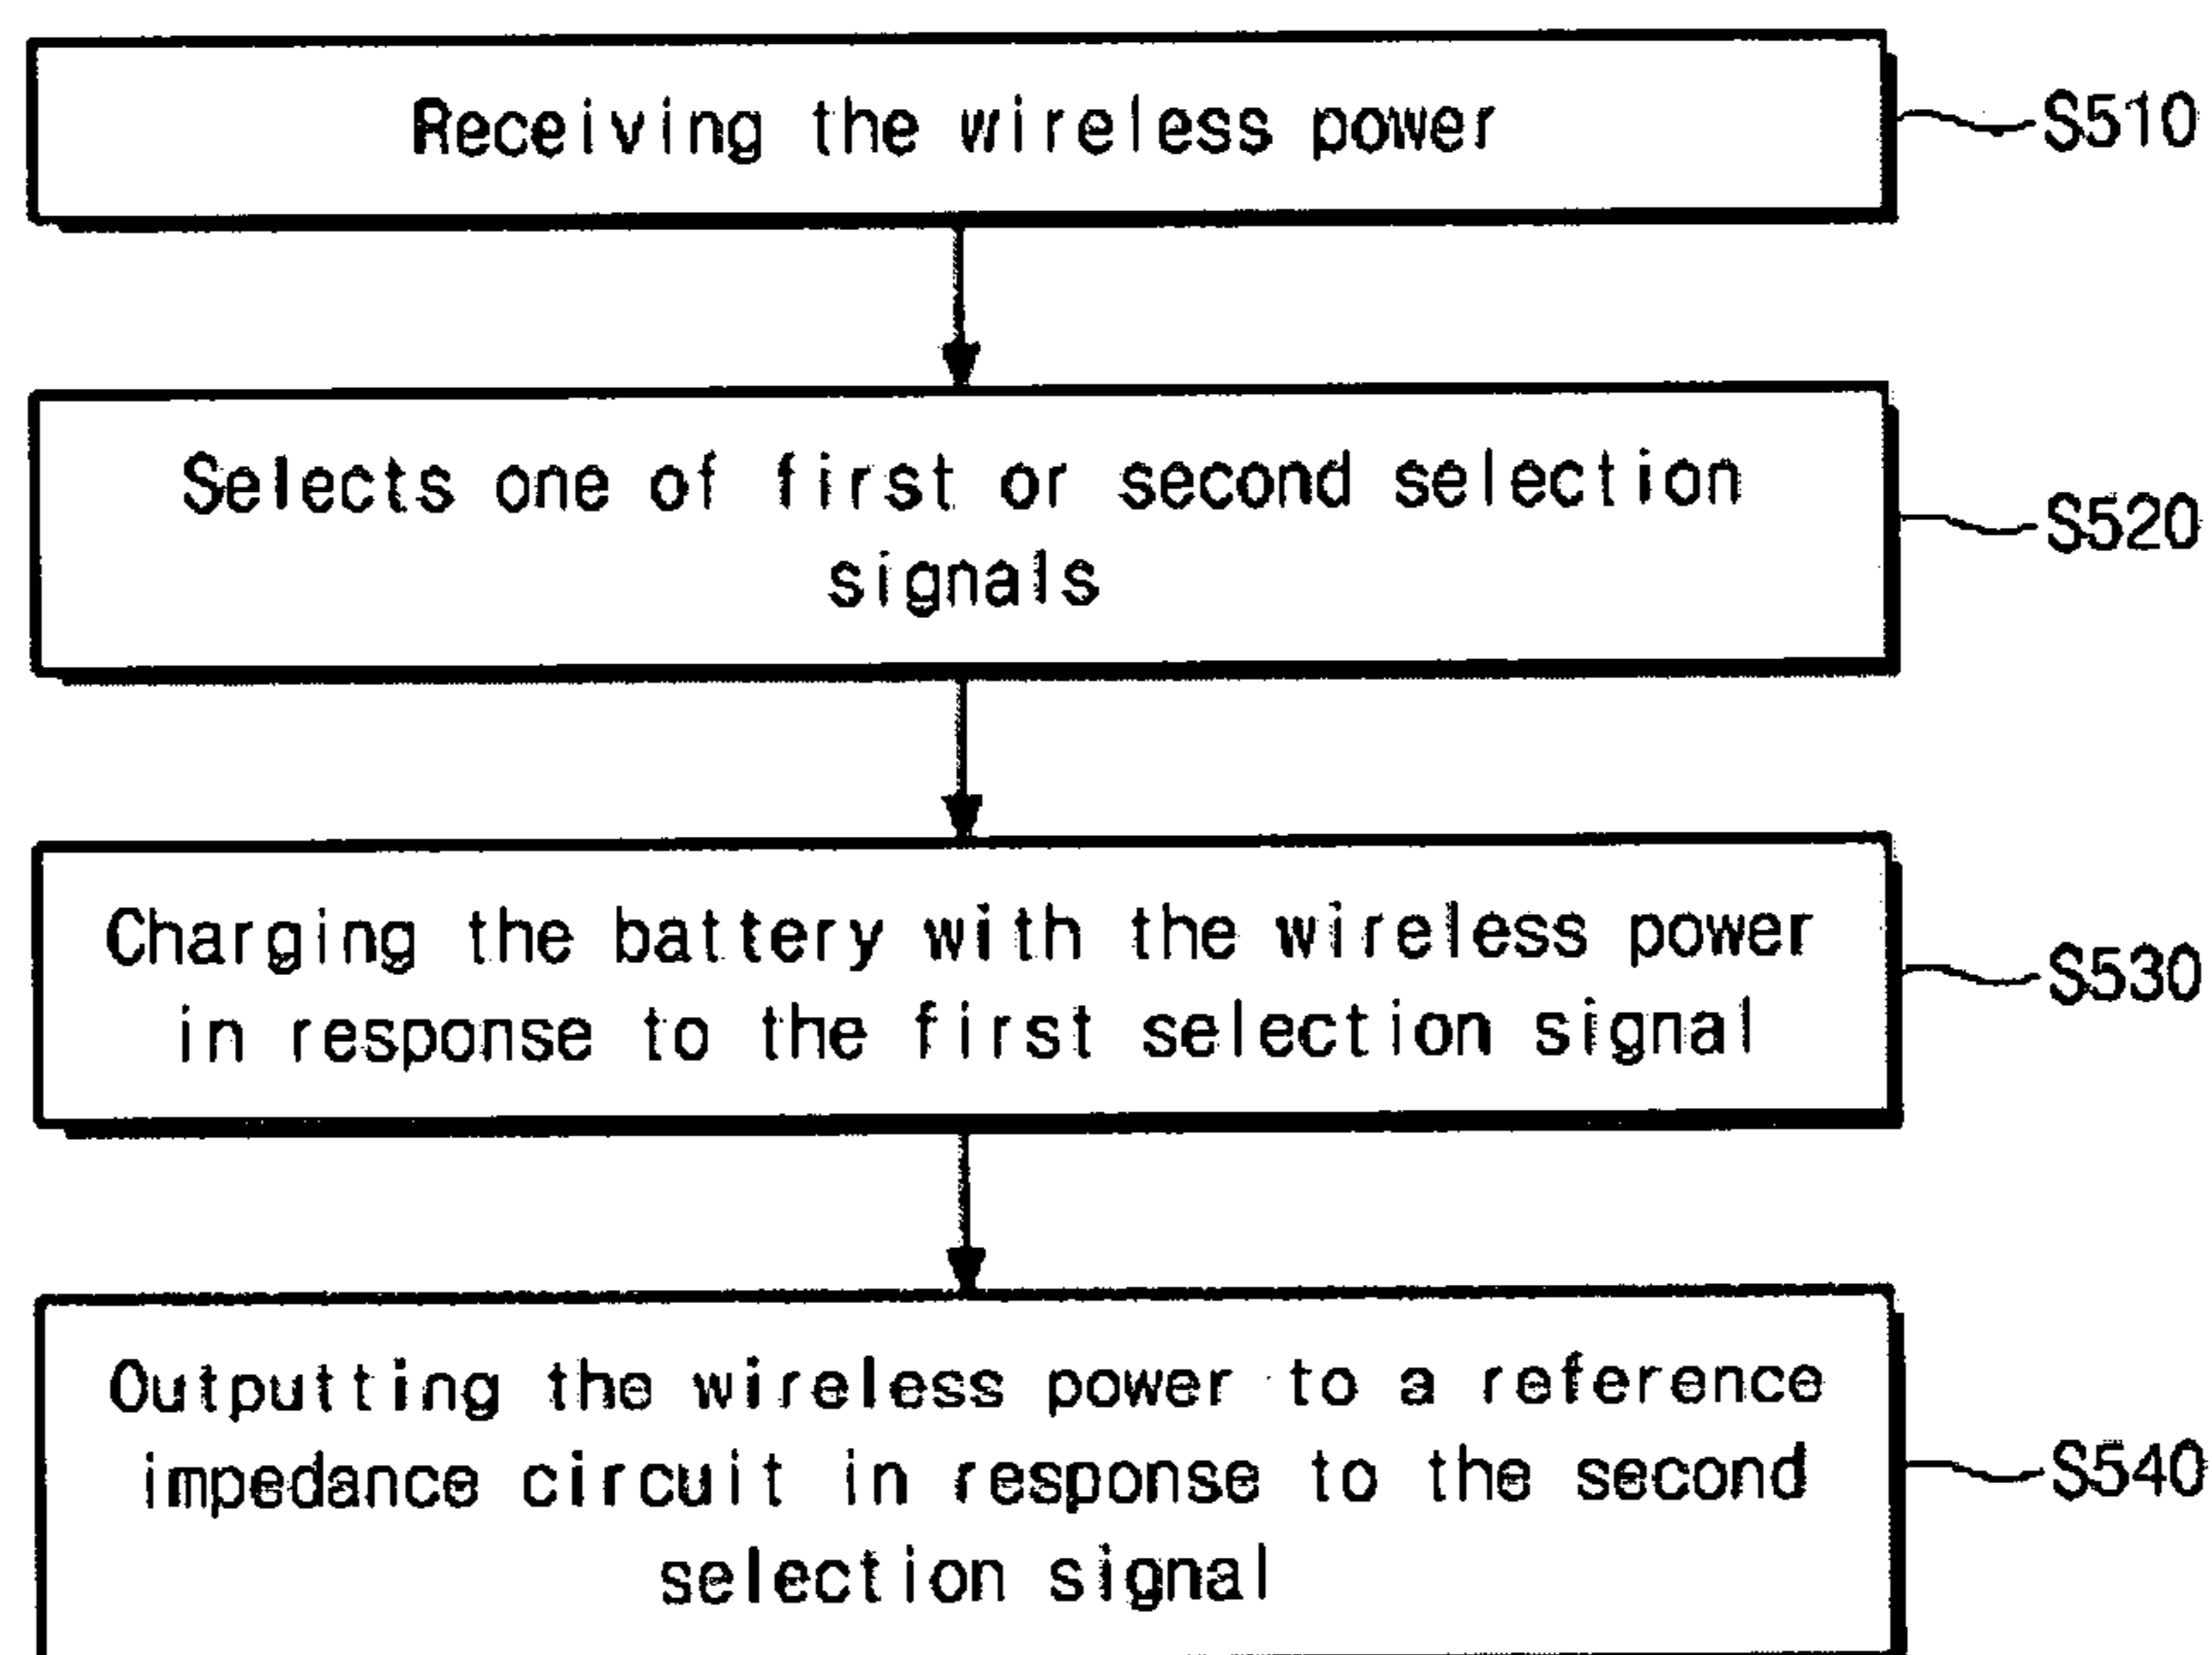 Receiving the wireless power
S510
Selects one of first or second selection
signals
S520
Charging the battery with the wireless power
in response to the first selection signal
S530
Outputting the wireless power to a reference
impedance circuit in response to the second
selection signal
S540